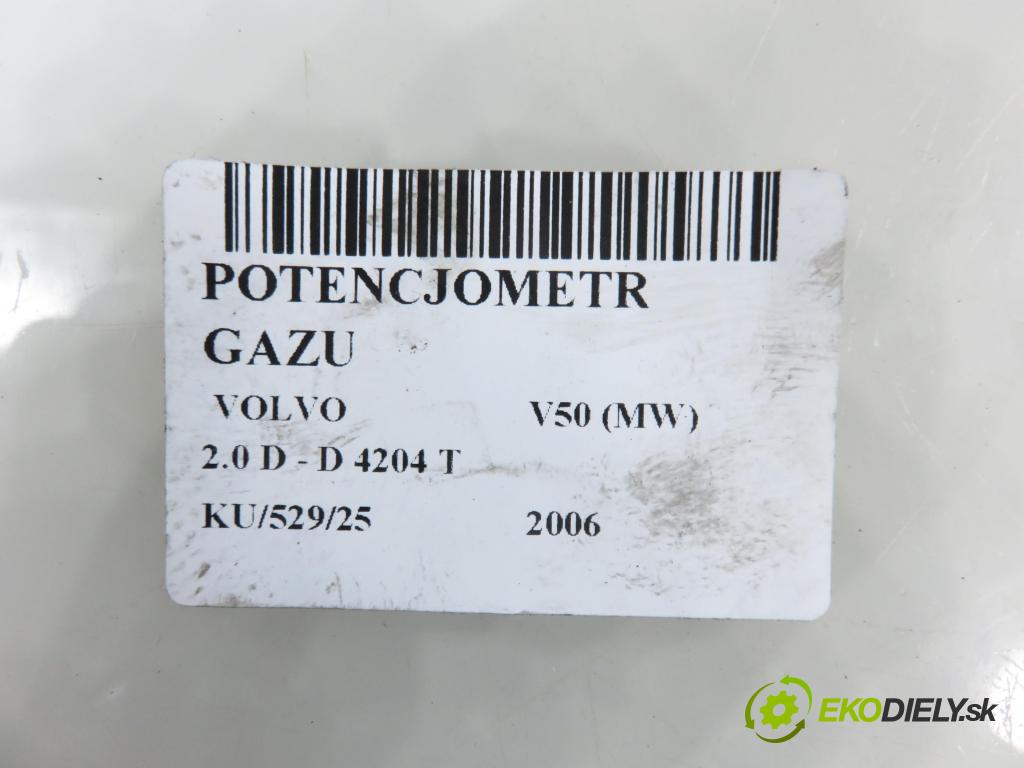 POTENCJOMETR
GAZU
VOLVO V50 (MW)
2.0 D - D 4204 T
KU/529/25 2006
EKODIELY.sk